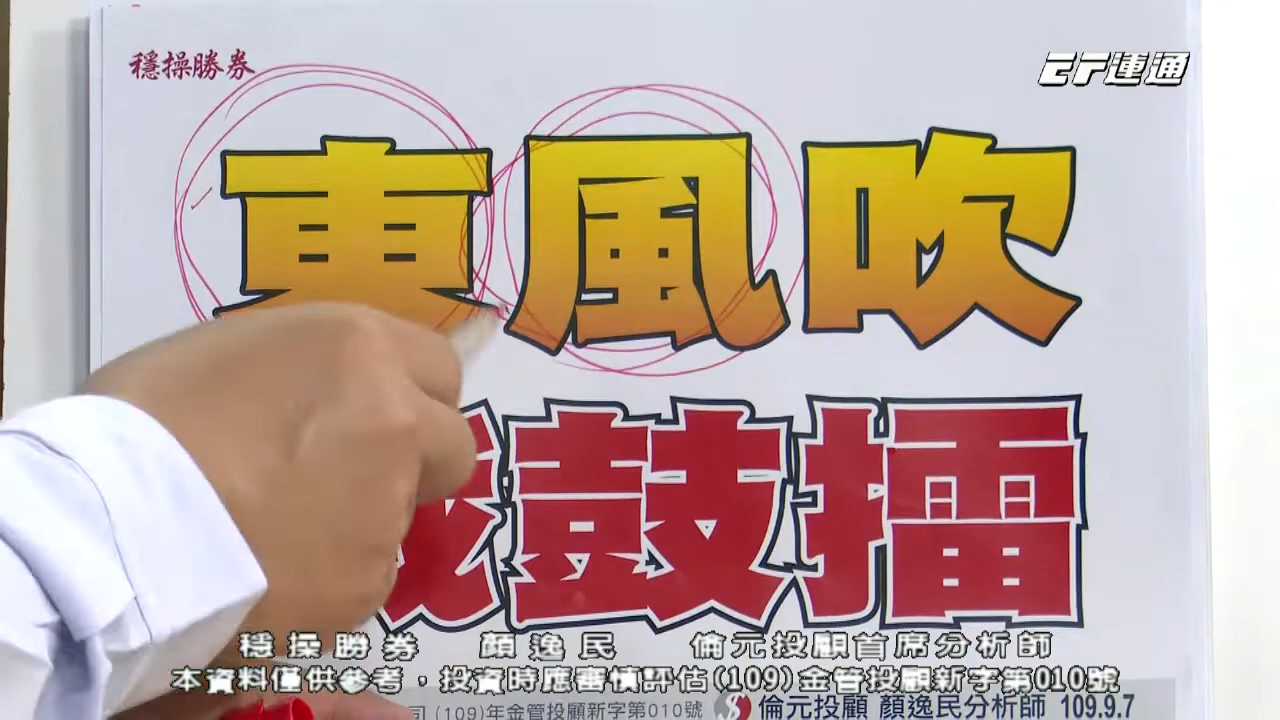 穩操勝券
EF運通
東風吹
鼓擂
穩操勝券 顏逸民 倫元投顧首席分析師
本資料僅供參考，投資時應審慎評估(109)金管投顧新字第010號
司 (109)年金管投顧新字第010號 倫元投顧 顏逸民分析師 109.9.7